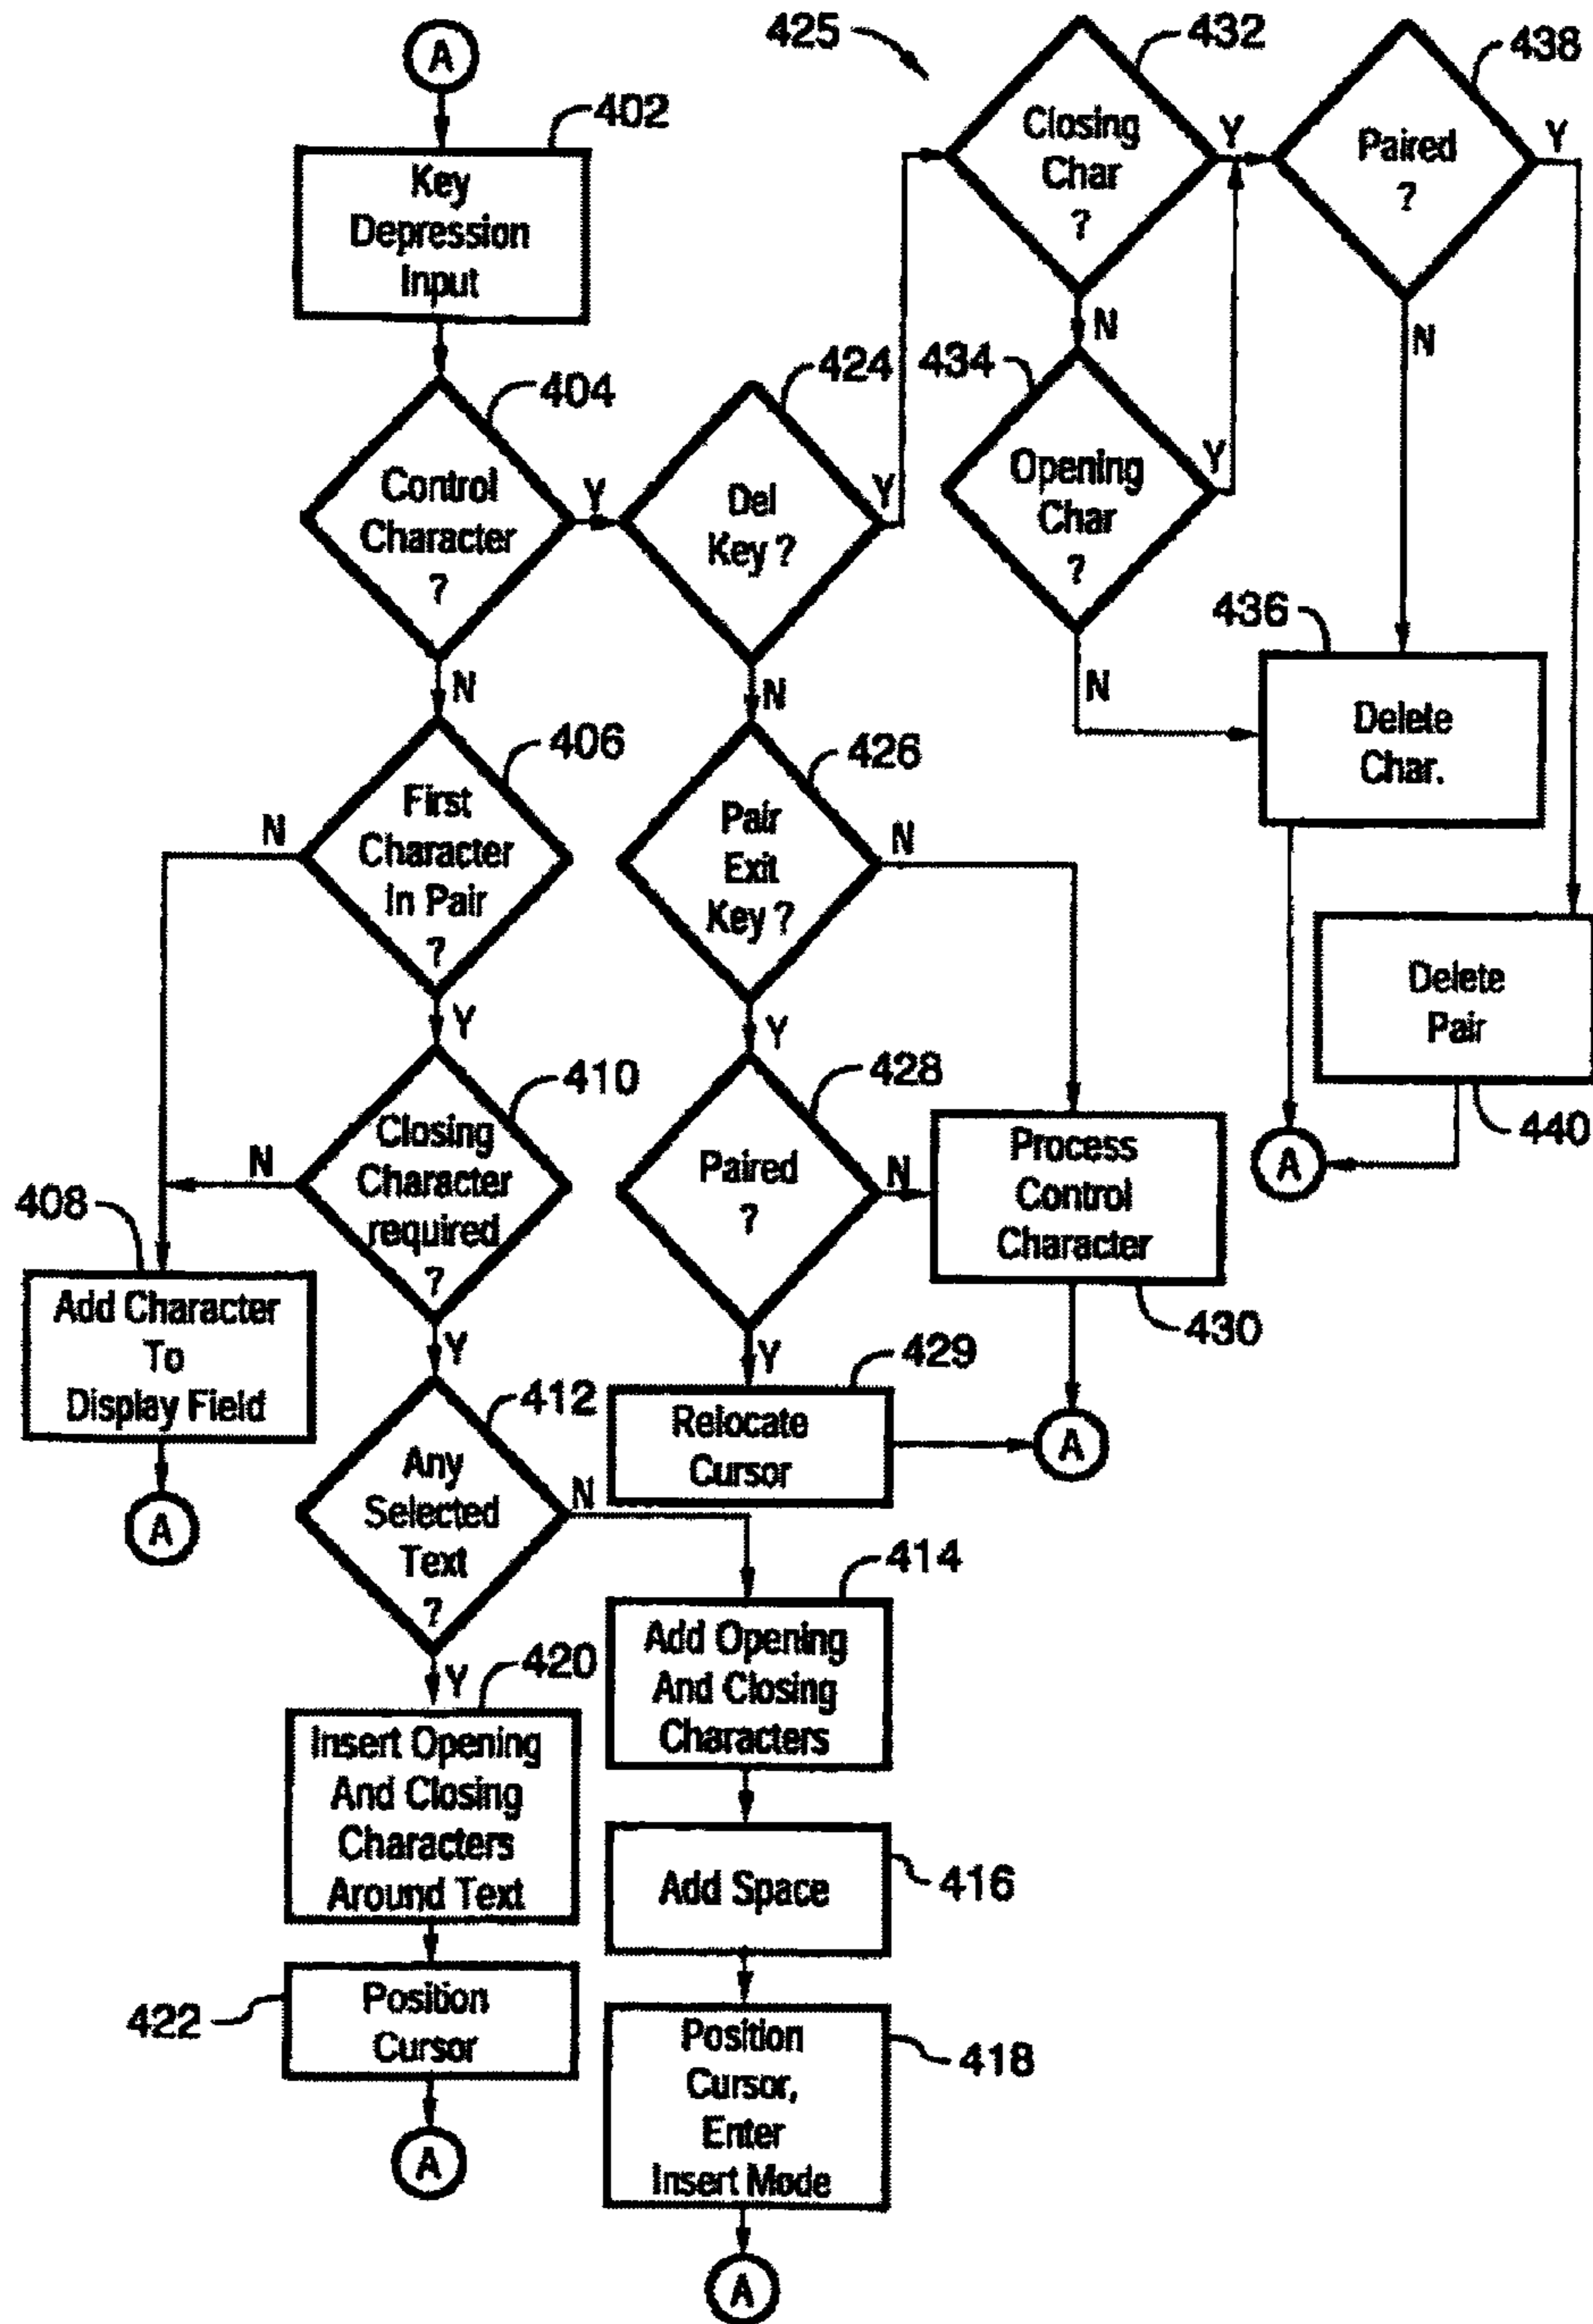 A
402
Key
Depression
Input
404
Control
Character
?
Y
N
406
First
Character
In Pair
?
N
Y
410
Closing
Character
required
?
N
Y
408
Add Character
To
Display Field
A
412
Any
Selected
Text
?
N
Y
420
Insert Opening
And Closing
Characters
Around Text
422
Position
Cursor
A
424
Del
Key ?
Y
N
426
Pair
Exit
Key ?
N
Y
428
Paired
?
N
Y
429
Relocate
Cursor
Process
Control
Character
430
A
414
Add Opening
And Closing
Characters
Add Space
416
Position
Cursor,
Enter
Insert Mode
418
A
425
432
Closing
Char
?
Y
N
434
Opening
Char
?
Y
N
438
Paired
?
Y
N
436
Delete
Char.
Delete
Pair
440
A